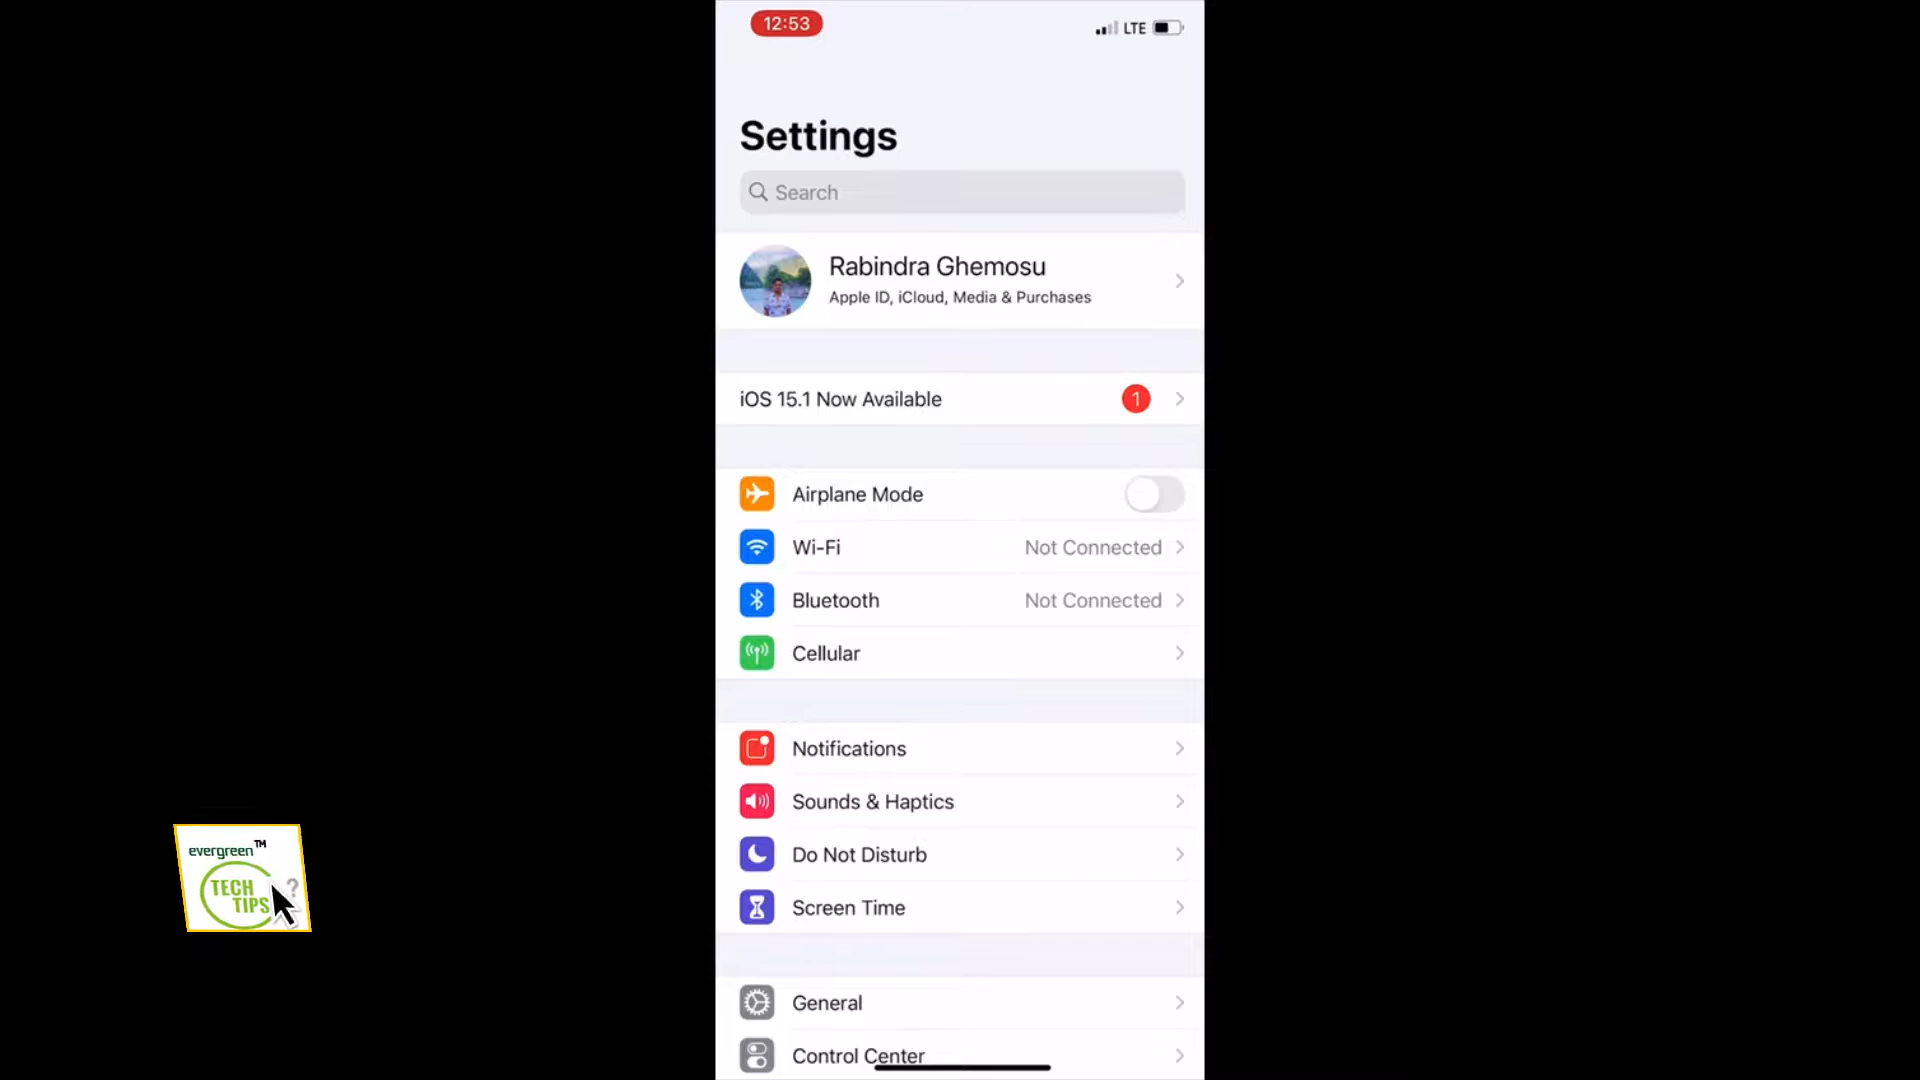 12:53
LTE
Settings
Search
Rabindra Ghemosu
Apple ID, iCloud, Media & Purchases
iOS 15.1 Now Available
1
Airplane Mode
Wi-Fi
Not Connected
Bluetooth
Not Connected
Cellular
Notifications
Sounds & Haptics
Do Not Disturb
Screen Time
General
Control Center
evergreen™
TECH
TIPS
?